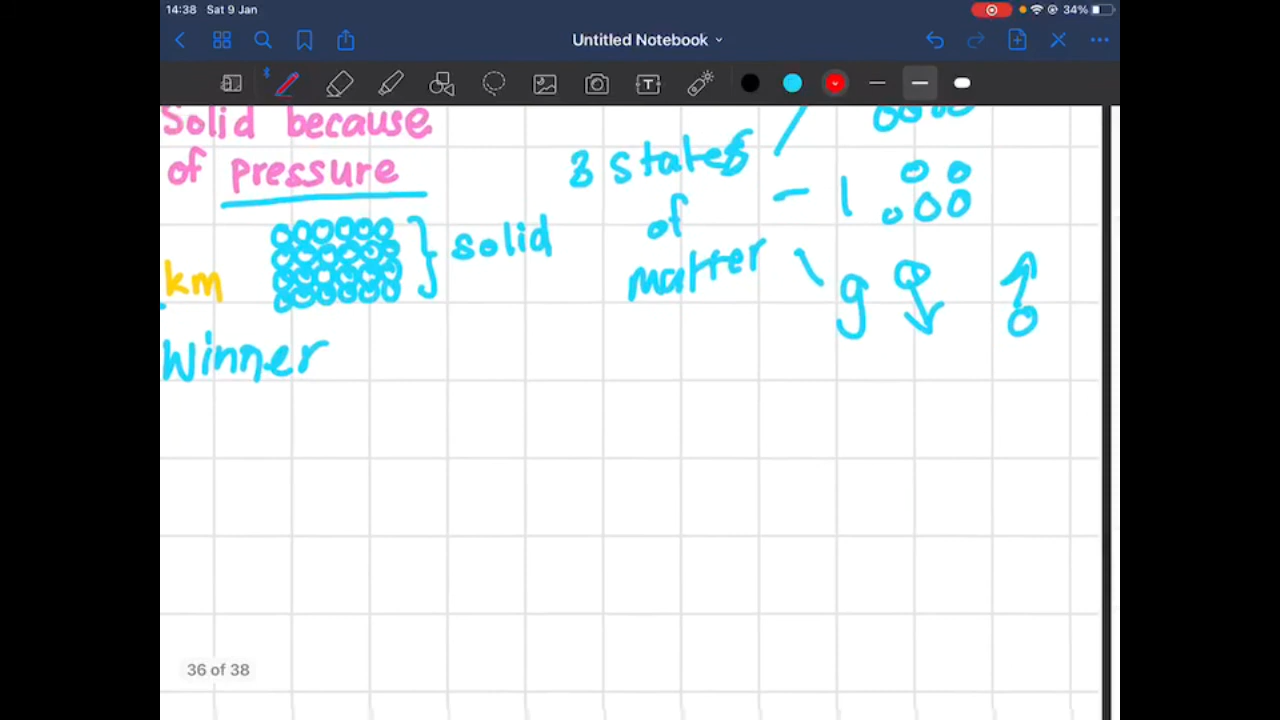 14:38 Sat 9 Jan
34%
Untitled Notebook
T
Solid because
of pressure
solid
km
Winner
3 states
of
matter
l
g
36 of 38